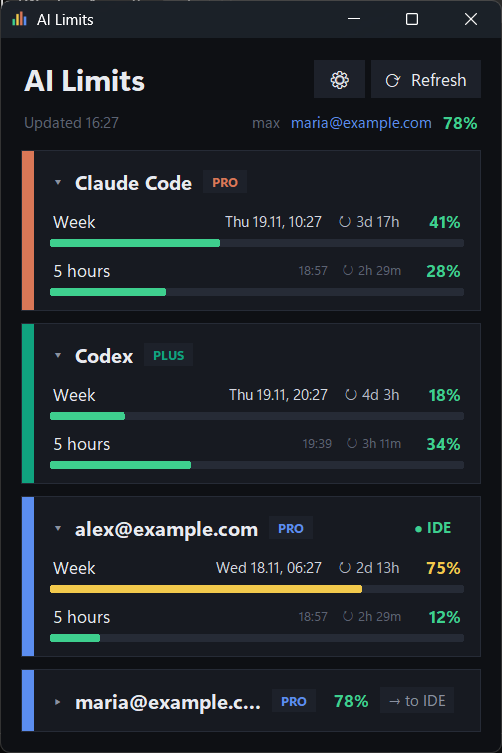 AI Limits
AI Limits Refresh
Updated 16:27 max maria@example.com 78%
Claude Code PRO
Week Thu 19.11, 10:27 ↻ 3d 17h 41%
5 hours 18:57 ↻ 2h 29m 28%
Codex PLUS
Week Thu 19.11, 20:27 ↻ 4d 3h 18%
5 hours 19:39 ↻ 3h 11m 34%
alex@example.com PRO ● IDE
Week Wed 18.11, 06:27 ↻ 2d 13h 75%
5 hours 18:57 ↻ 2h 29m 12%
maria@example.c... PRO 78% → to IDE